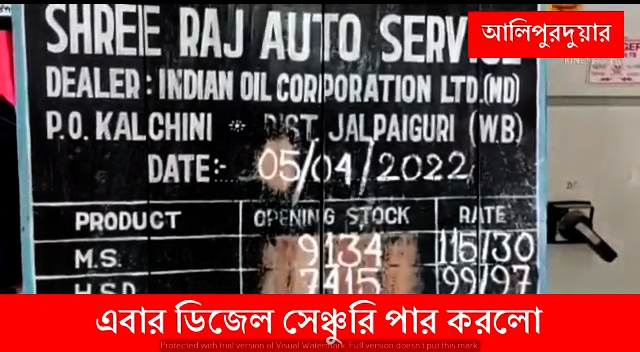 SHREE RAJ AUTO SERVICE
আলিপুরদুয়ার
DEALER: INDIAN OIL CORPORATION LTD.(MD)
P.O. KALCHINI * DIST. JALPAIGURI (W.B)
DATE:- 05/04/2022
PRODUCT OPENING STOCK RATE
M.S. 9134 115/30
H.S.D. 7415 99/97
এবার ডিজেল সেঞ্চুরি পার করলো
Protected with trial version of Visual Watermark. Full version doesn't put this mark.